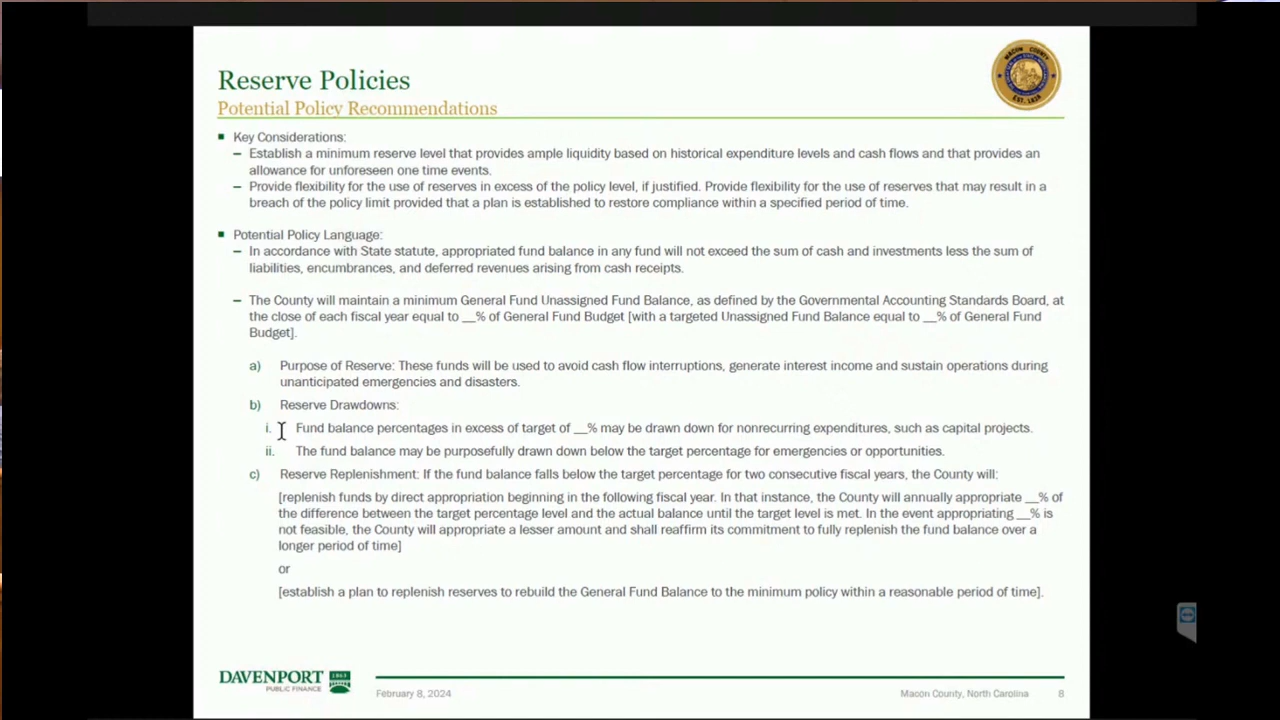 Reserve Policies
Potential Policy Recommendations
MACON COUNTY
EST. 1828
Key Considerations:
– Establish a minimum reserve level that provides ample liquidity based on historical expenditure levels and cash flows and that provides an
allowance for unforeseen one time events.
– Provide flexibility for the use of reserves in excess of the policy level, if justified. Provide flexibility for the use of reserves that may result in a
breach of the policy limit provided that a plan is established to restore compliance within a specified period of time.
Potential Policy Language:
– In accordance with State statute, appropriated fund balance in any fund will not exceed the sum of cash and investments less the sum of
liabilities, encumbrances, and deferred revenues arising from cash receipts.
– The County will maintain a minimum General Fund Unassigned Fund Balance, as defined by the Governmental Accounting Standards Board, at
the close of each fiscal year equal to __% of General Fund Budget [with a targeted Unassigned Fund Balance equal to __% of General Fund
Budget].
a) Purpose of Reserve: These funds will be used to avoid cash flow interruptions, generate interest income and sustain operations during
unanticipated emergencies and disasters.
b) Reserve Drawdowns:
i. Fund balance percentages in excess of target of __% may be drawn down for nonrecurring expenditures, such as capital projects.
ii. The fund balance may be purposefully drawn down below the target percentage for emergencies or opportunities.
c) Reserve Replenishment: If the fund balance falls below the target percentage for two consecutive fiscal years, the County will:
[replenish funds by direct appropriation beginning in the following fiscal year. In that instance, the County will annually appropriate __% of
the difference between the target percentage level and the actual balance until the target level is met. In the event appropriating __% is
not feasible, the County will appropriate a lesser amount and shall reaffirm its commitment to fully replenish the fund balance over a
longer period of time]
or
[establish a plan to replenish reserves to rebuild the General Fund Balance to the minimum policy within a reasonable period of time].
DAVENPORT
PUBLIC FINANCE
1863
February 8, 2024
Macon County, North Carolina 8